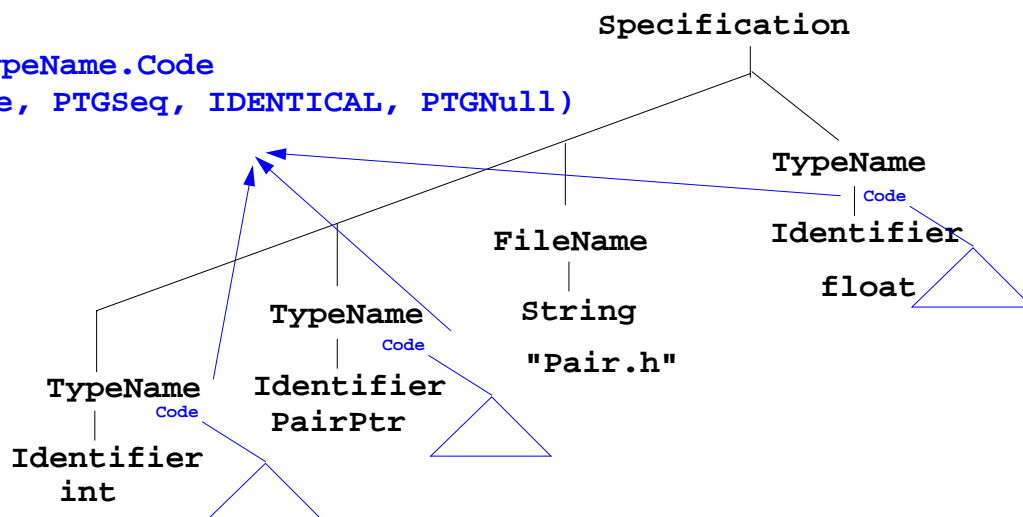 Specification
ypeName.Code
e, PTGSeq, IDENTICAL, PTGNull)
TypeName
Code
Identifier
float
FileName
String
"Pair.h"
TypeName
Code
Identifier
PairPtr
TypeName
Code
Identifier
int